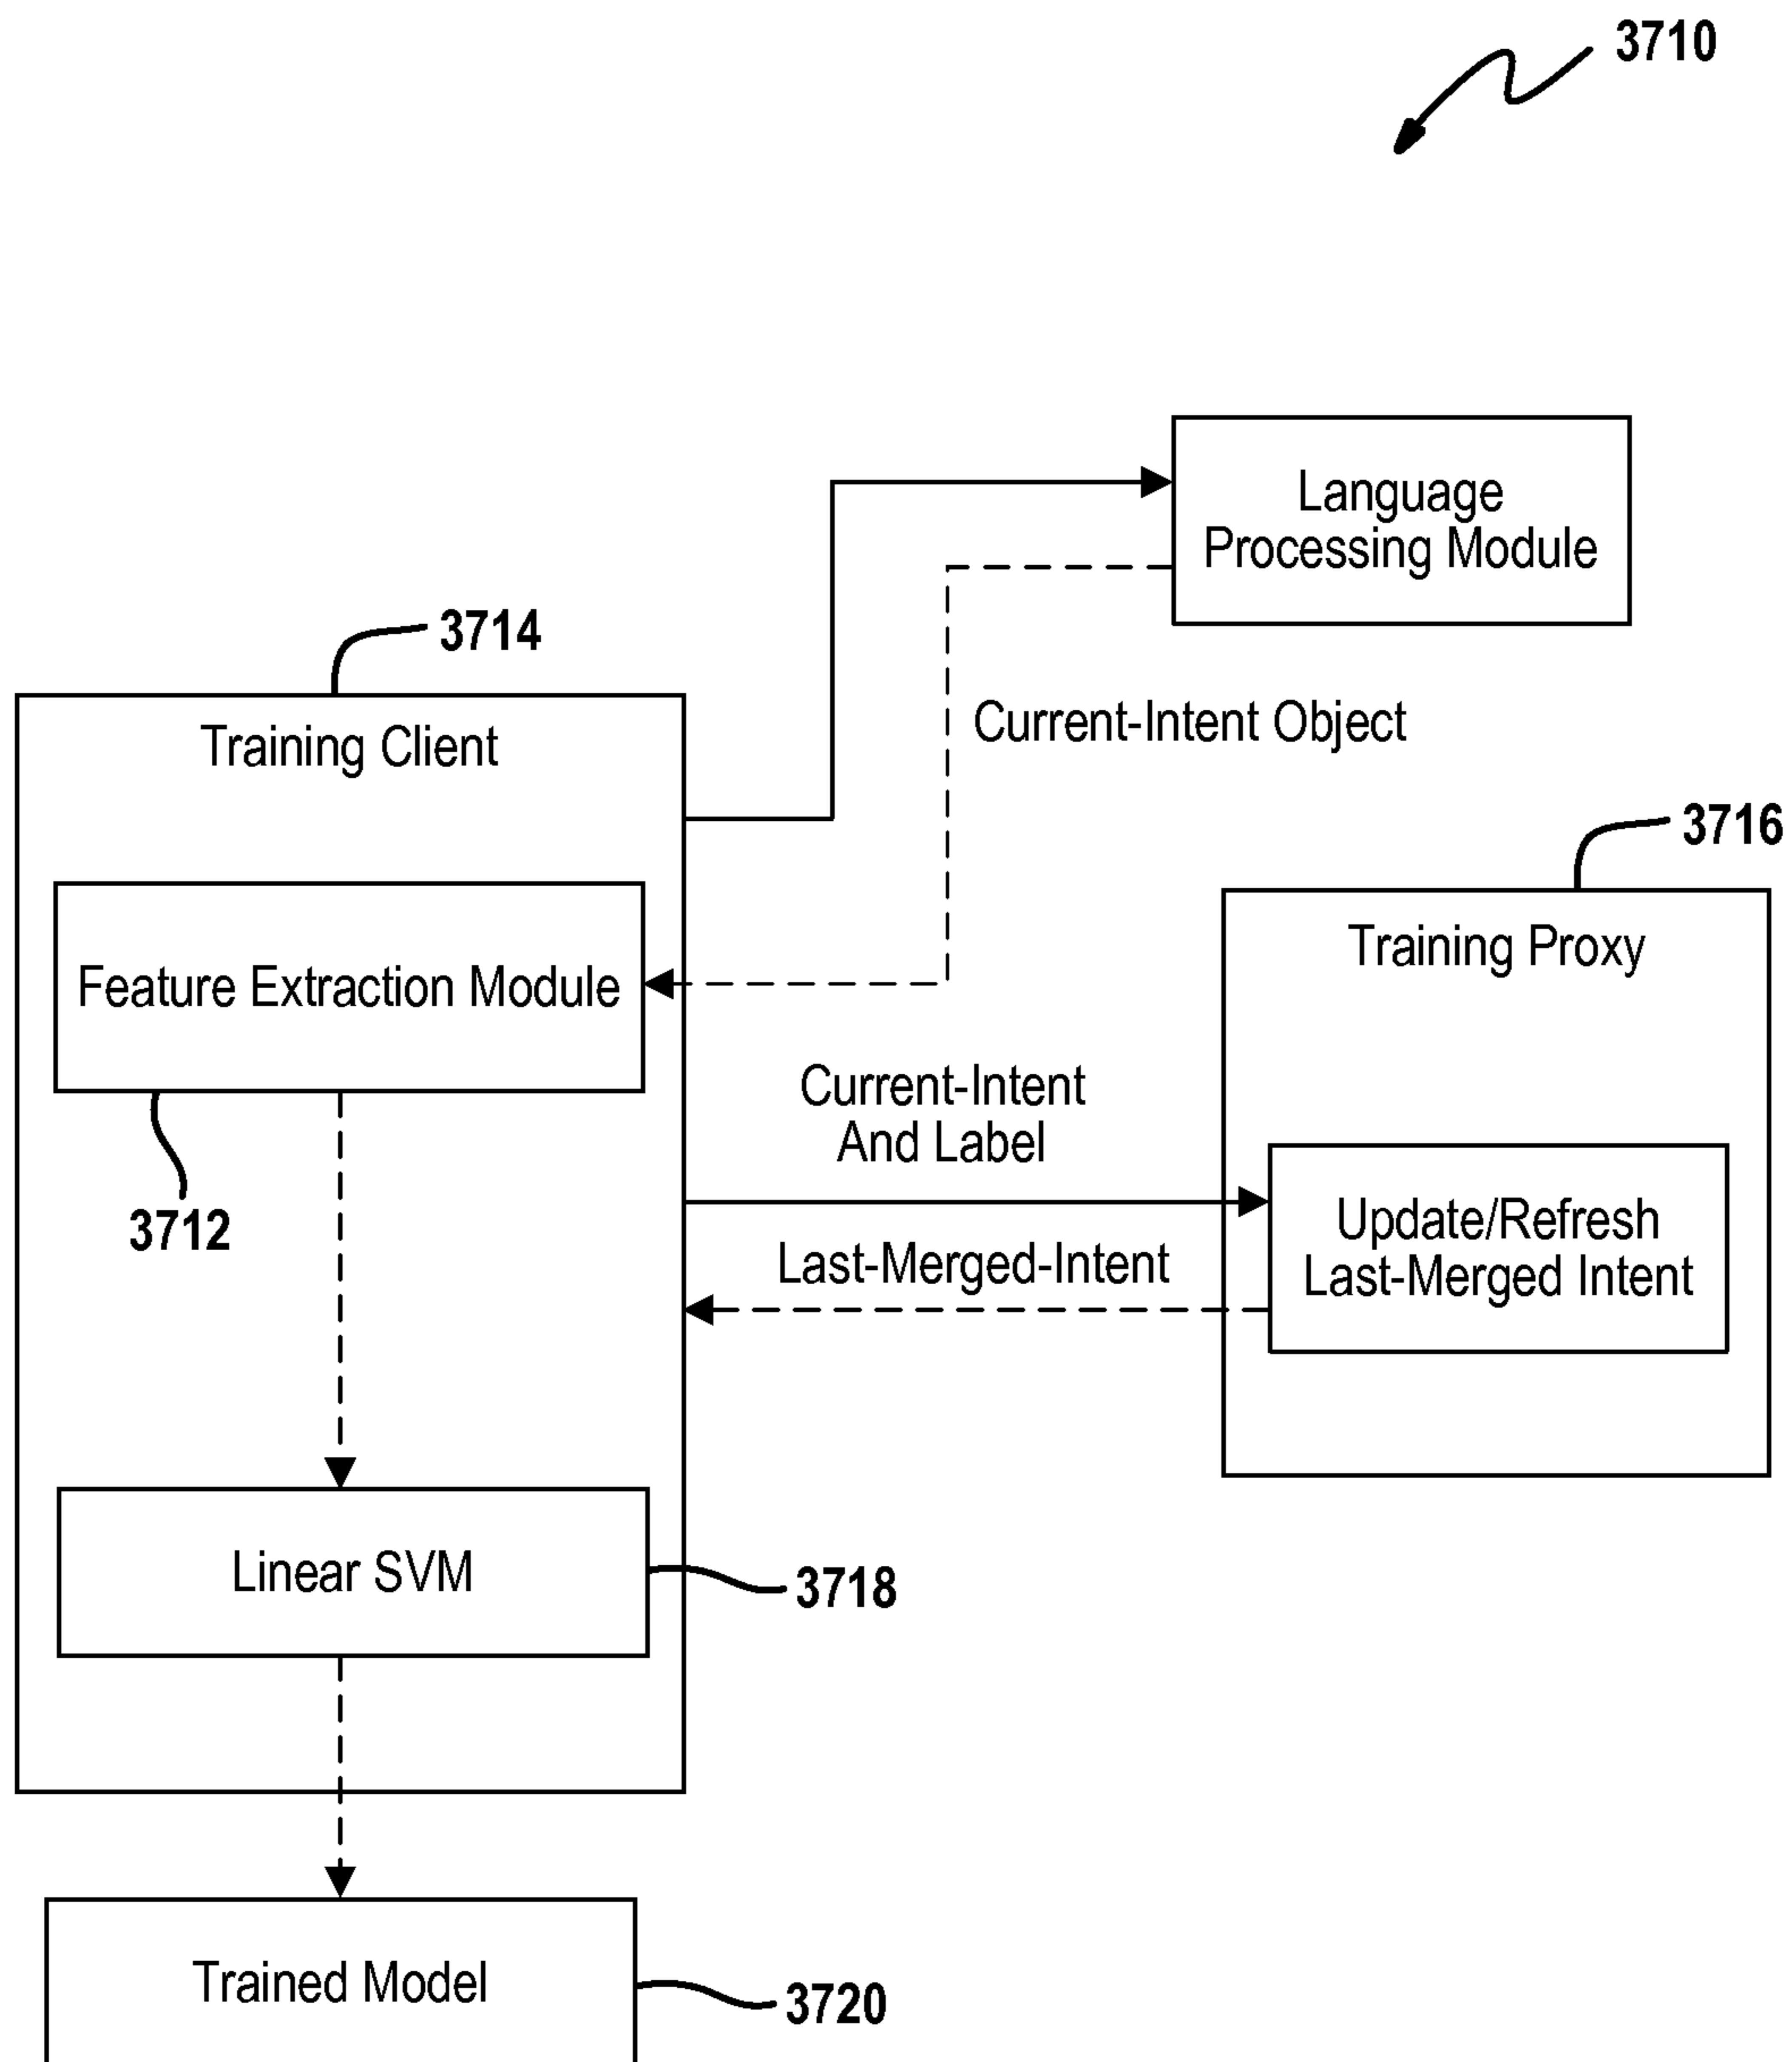 3710
Language
Processing Module
3714
Training Client
Current-Intent Object
3716
Training Proxy
Feature Extraction Module
Current-Intent
And Label
3712
Update/Refresh
Last-Merged Intent
Last-Merged-Intent
Linear SVM
3718
Trained Model
3720